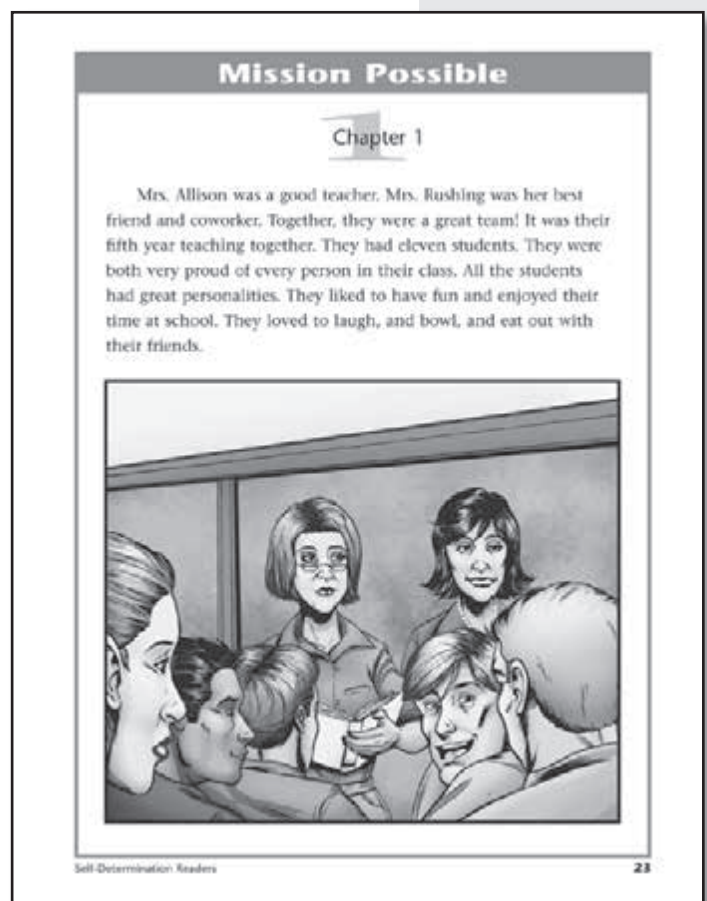 Mission Possible
Chapter 1
Mrs. Allison was a good teacher. Mrs. Rushing was her best
friend and coworker. Together, they were a great team! It was their
fifth year teaching together. They had eleven students. They were
both very proud of every person in their class. All the students
had great personalities. They liked to have fun and enjoyed their
time at school. They loved to laugh, and bowl, and eat out with
their friends.
Self-Determination Readers
23